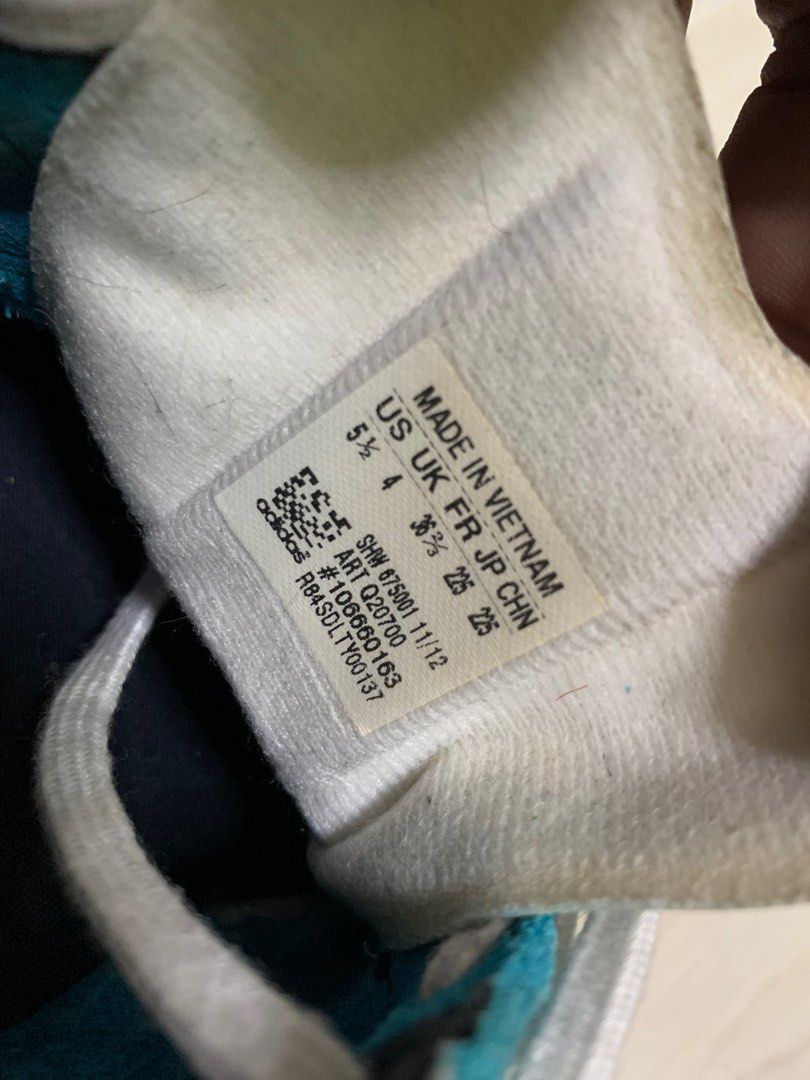 MADE IN VIETNAM
US UK FR JP CHN
5½ 4 36⅔ 225 225
SHW 675001 11/12
ART Q20700
#106660163
R84SDLTY00137
adidas